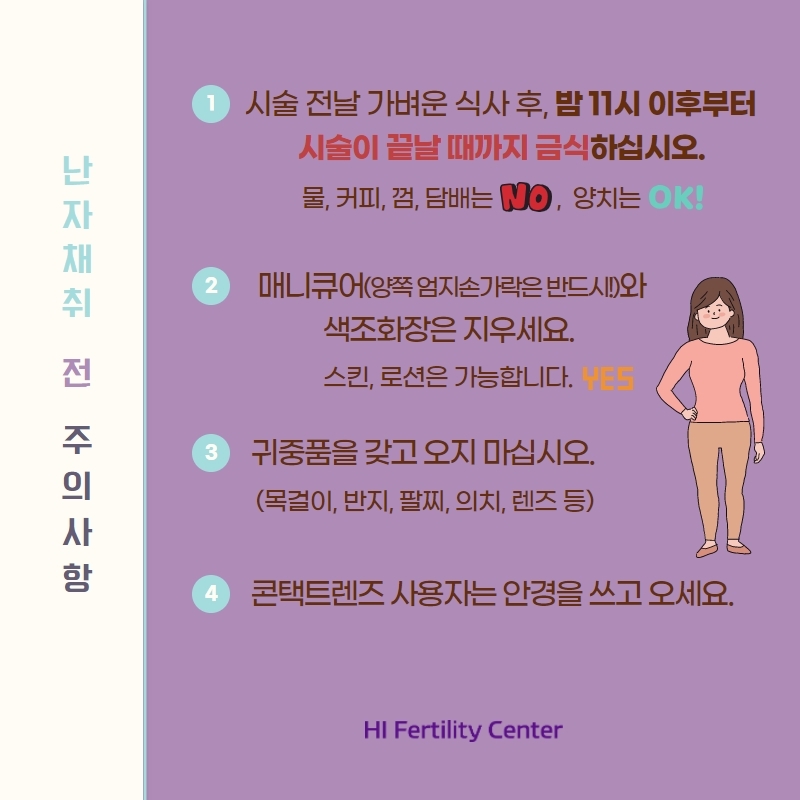 난자채취 전 주의사항
1 시술 전날 가벼운 식사 후, 밤 11시 이후부터
시술이 끝날 때까지 금식하십시오.
물, 커피, 껌, 담배는 NO, 양치는 OK!
2 매니큐어(양쪽 엄지손가락은 반드시!)와
색조화장은 지우세요.
스킨, 로션은 가능합니다. YES
3 귀중품을 갖고 오지 마십시오.
(목걸이, 반지, 팔찌, 의치, 렌즈 등)
4 콘택트렌즈 사용자는 안경을 쓰고 오세요.
HI Fertility Center